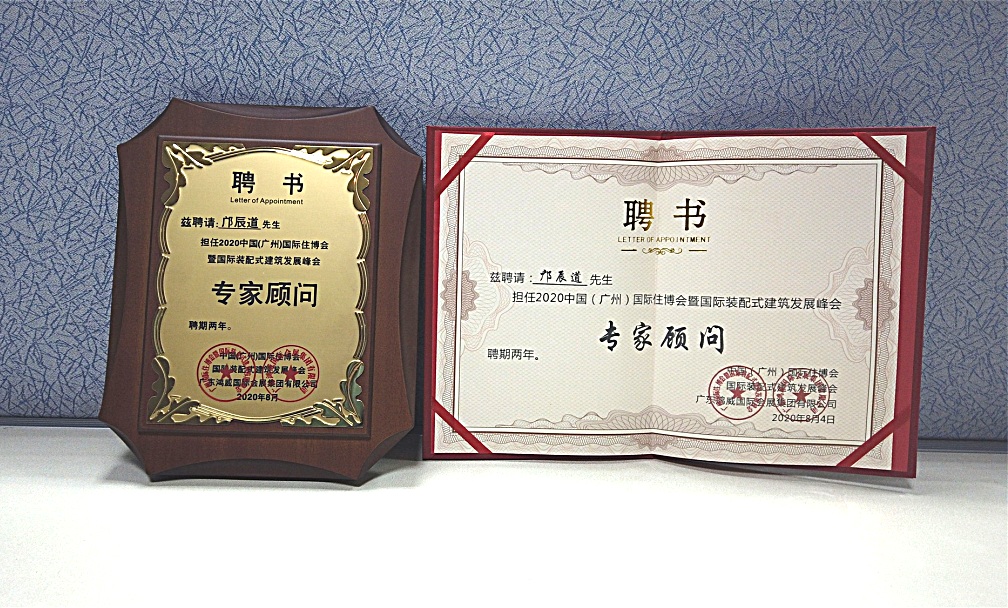 聘 书
Letter of Appointment
兹聘请：邝辰道 先生
担任2020中国(广州)国际住博会
暨国际装配式建筑发展峰会
专家顾问
聘期两年。
中国(广州)国际住博会
国际装配式建筑发展峰会
广东鸿威国际会展集团有限公司
2020年8月
聘 书
LETTER OF APPOINTMENT
兹聘请：邝辰道 先生
担任2020中国（广州）国际住博会暨国际装配式建筑发展峰会
专家顾问
聘期两年。
中国（广州）国际住博会
国际装配式建筑发展峰会
广东鸿威国际会展集团有限公司
2020年8月4日